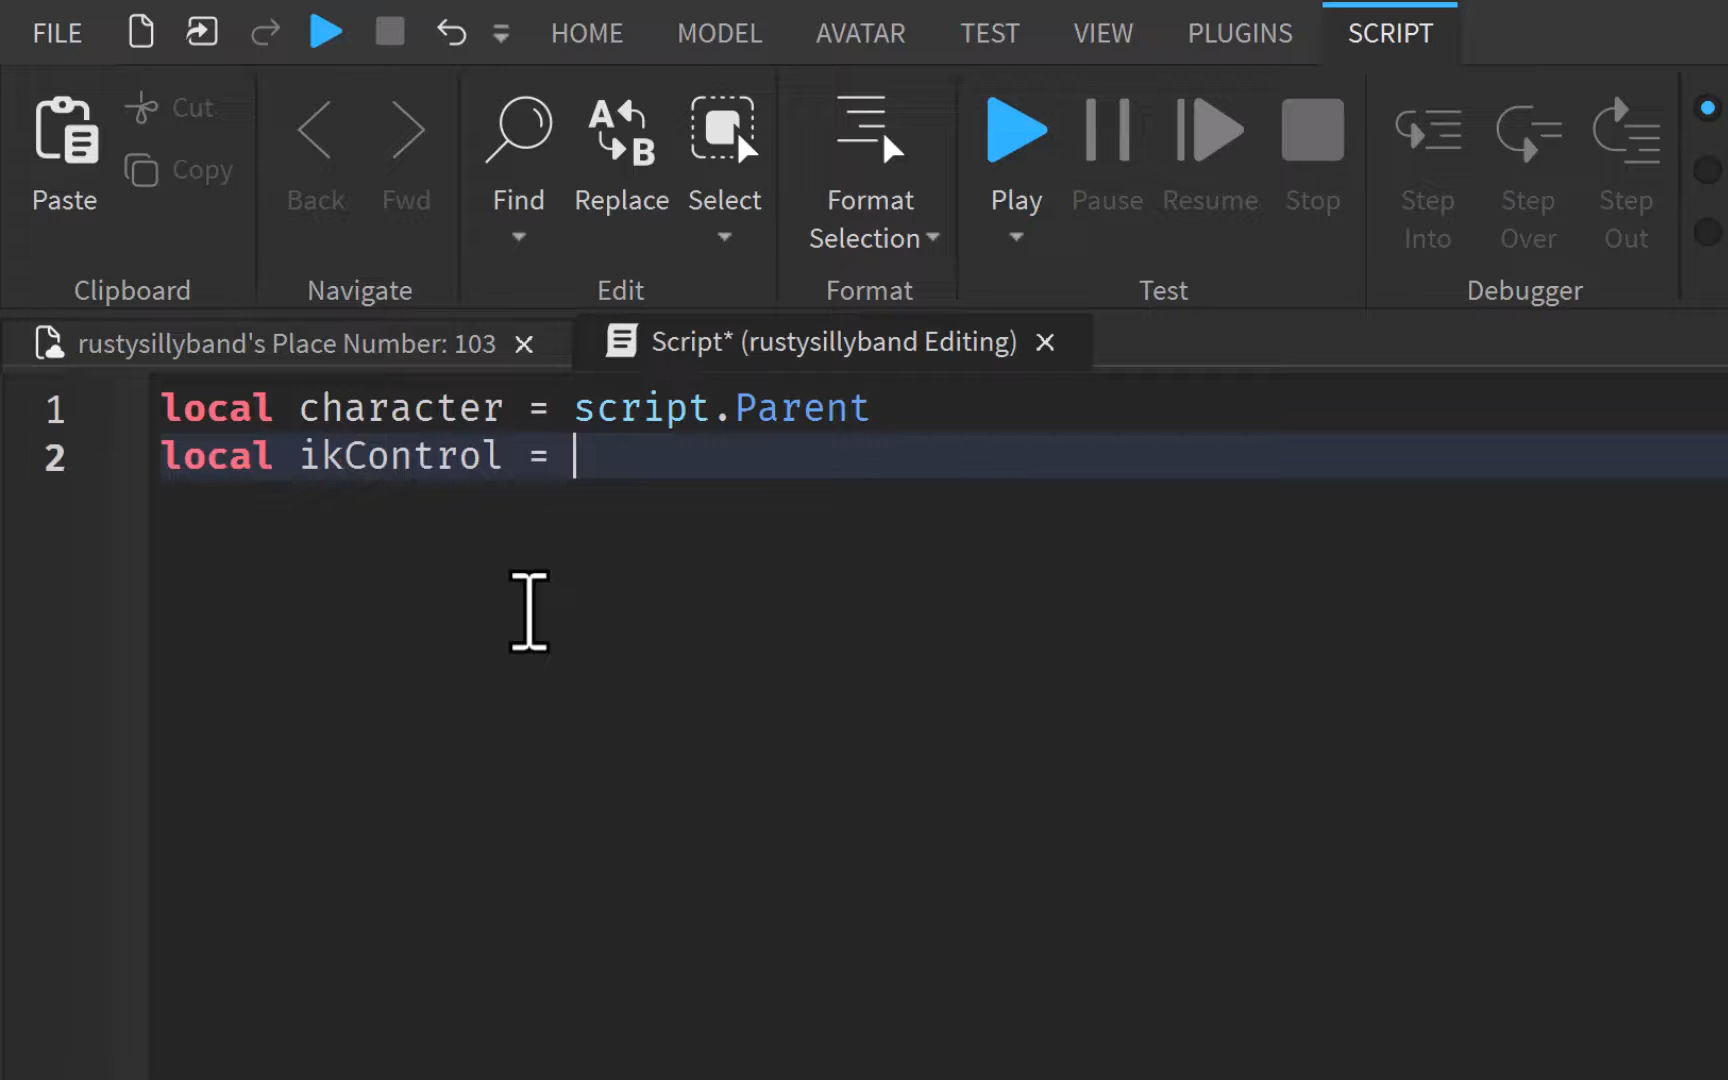 FILE HOME MODEL AVATAR TEST VIEW PLUGINS SCRIPT
Paste Cut Copy Back Fwd Find Replace Select Format Selection Play Pause Resume Stop Step Into Step Over Step Out
Clipboard Navigate Edit Format Test Debugger
rustysillyband's Place Number: 103 Script* (rustysillyband Editing)
1 local character = script.Parent
2 local ikControl =